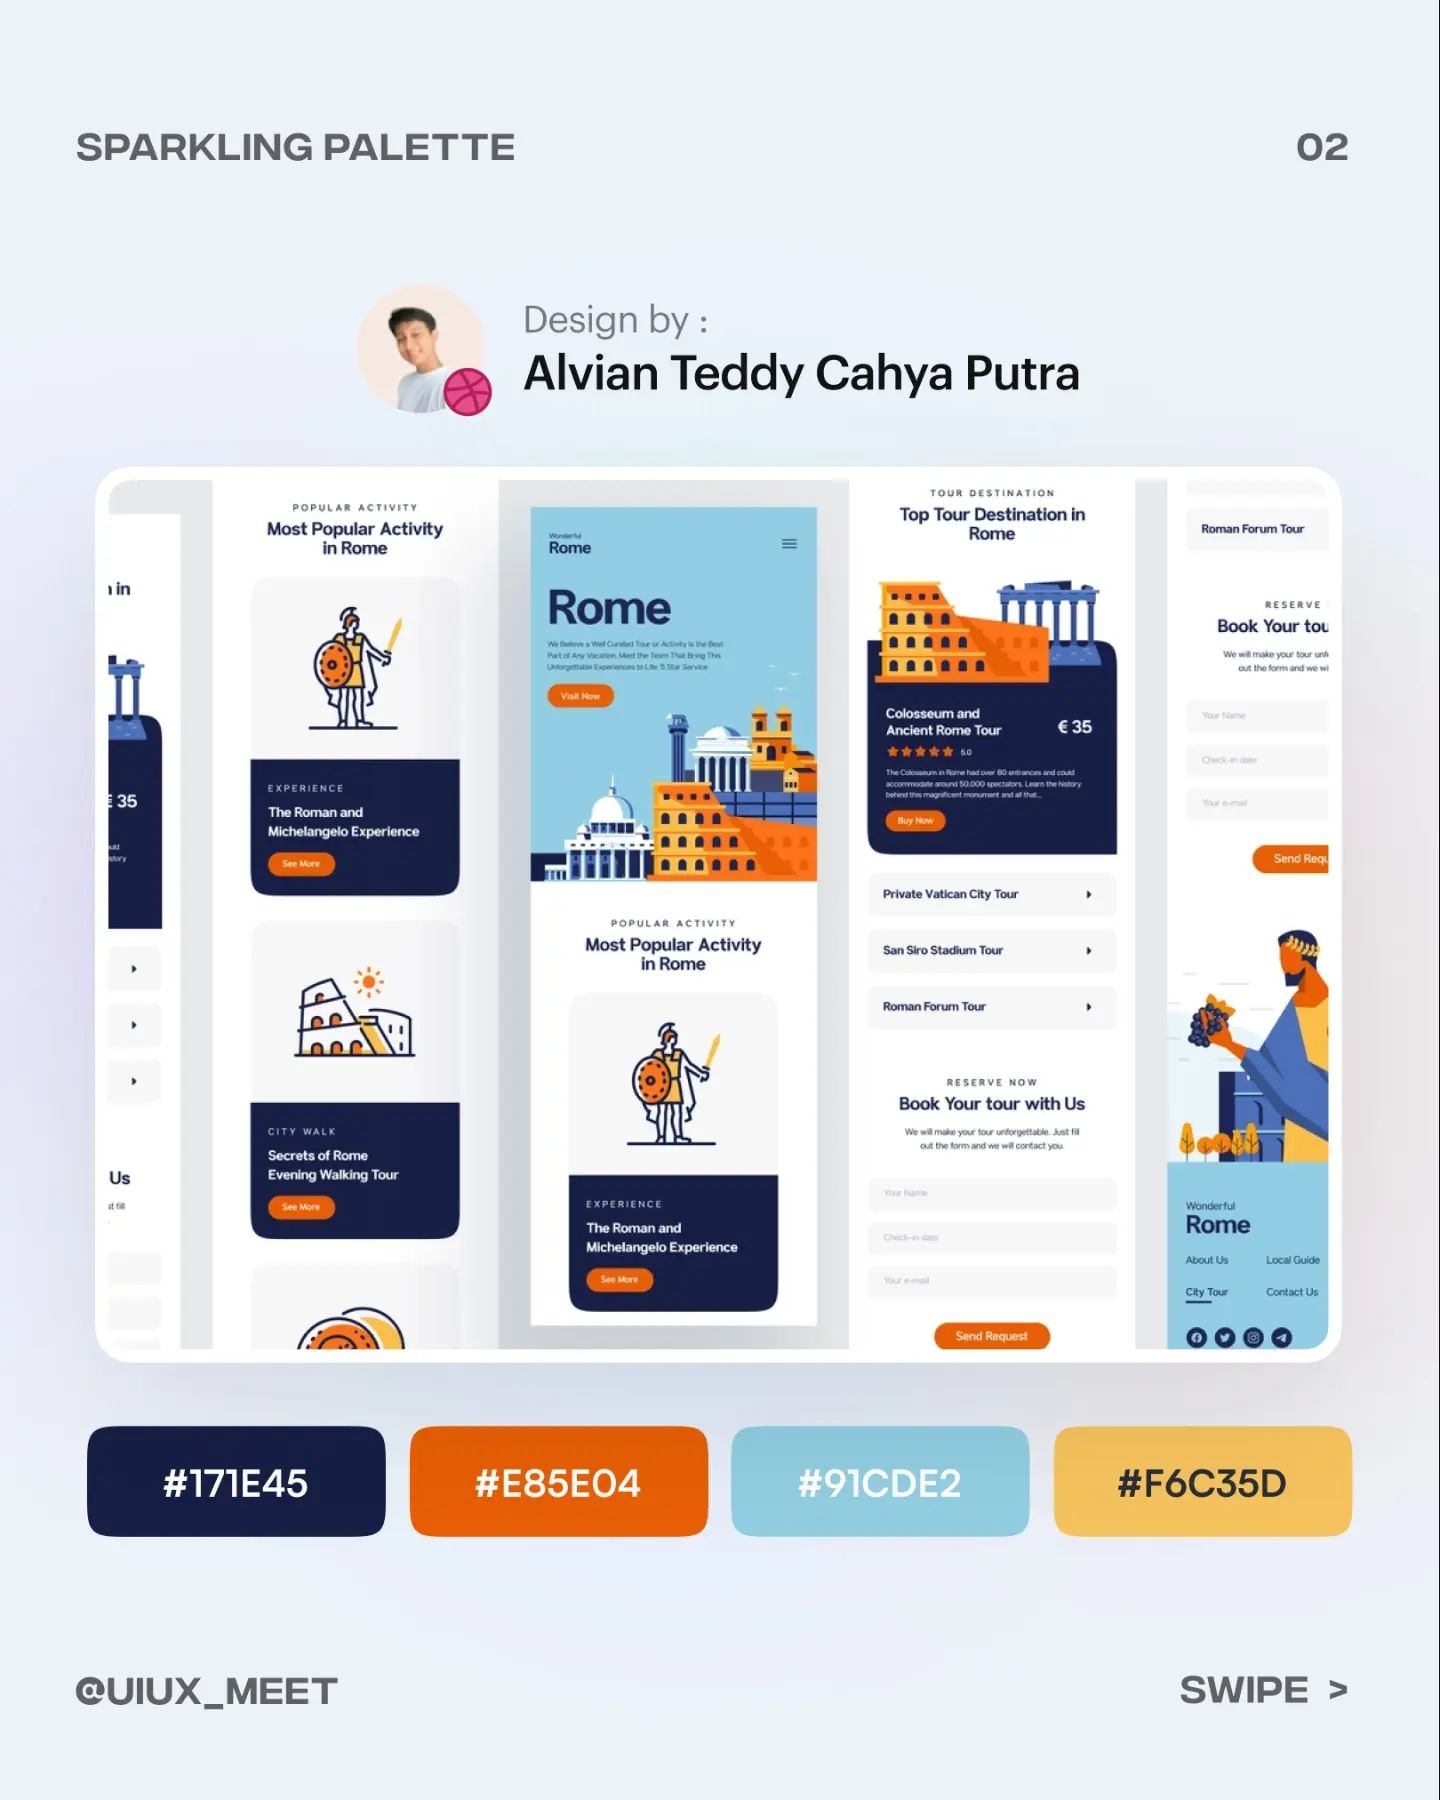 SPARKLING PALETTE
02
Design by :
Alvian Teddy Cahya Putra
in
€ 35
Us
POPULAR ACTIVITY
Most Popular Activity
in Rome
EXPERIENCE
The Roman and
Michelangelo Experience
See More
CITY WALK
Secrets of Rome
Evening Walking Tour
See More
Wonderful
Rome
Rome
We Believe a Well Curated Tour or Activity Is the Best
Part of Any Vacation. Meet the Team That Bring This
Unforgettable Experiences to Life. 5 Star Service
Visit Now
POPULAR ACTIVITY
Most Popular Activity
in Rome
EXPERIENCE
The Roman and
Michelangelo Experience
See More
TOUR DESTINATION
Top Tour Destination in
Rome
Colosseum and
Ancient Rome Tour
€ 35
5.0
The Colosseum in Rome had over 80 entrances and could
accommodate around 50.000 spectators. Learn the history
behind this magnificent monument and all that...
Buy Now
Private Vatican City Tour
San Siro Stadium Tour
Roman Forum Tour
RESERVE NOW
Book Your tour with Us
We will make your tour unforgettable. Just fill
out the form and we will contact you.
Your Name
Check-in date
Your e-mail
Send Request
Roman Forum Tour
RESERVE
Book Your tou
We will make your tour unf
out the form and we wi
Your Name
Check-in date
Your e-mail
Send Requ
Wonderful
Rome
About Us
Local Guide
City Tour
Contact Us
#171E45
#E85E04
#91CDE2
#F6C35D
@UIUX_MEET
SWIPE >